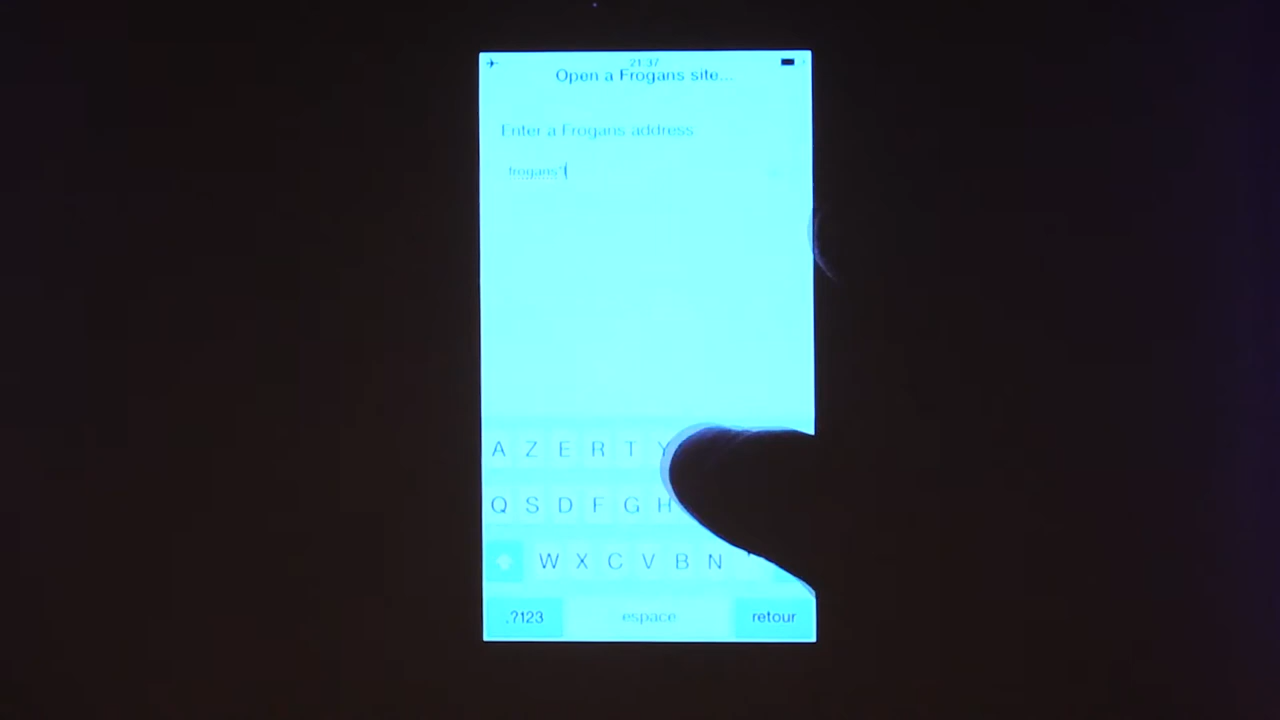 21:37
Open a Frogans site...
Enter a Frogans address
frogans*
A Z E R T Y
Q S D F G H
W X C V B N
.?123 espace retour